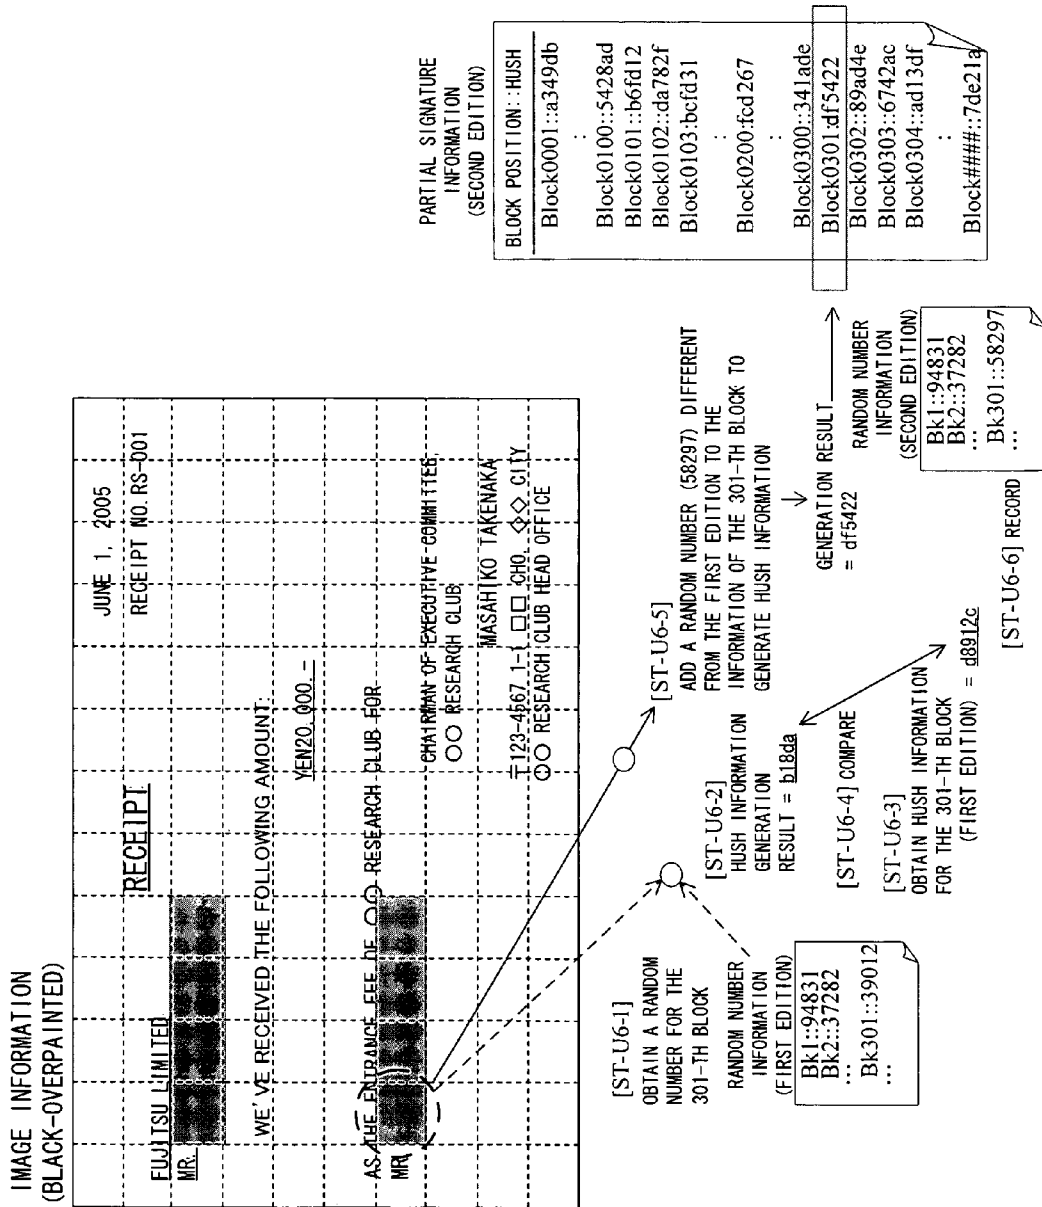 IMAGE INFORMATION
(BLACK-OVERPAINTED)
JUNE 1, 2005
RECEIPT NO. RS-001
RECEIPT
FUJITSU LIMITED
MR.
WE'VE RECEIVED THE FOLLOWING AMOUNT:
YEN20,000.-
AS THE ENTRANCE FEE OF ○○ RESEARCH CLUB FOR
MR.
CHAIRMAN OF EXECUTIVE COMMITTEE,
○○ RESEARCH CLUB
MASAHIKO TAKENAKA
〒123-4567 1-1 □□ CHO, ◇◇ CITY
○○ RESEARCH CLUB HEAD OFFICE
[ST-U6-1]
OBTAIN A RANDOM
NUMBER FOR THE
301-TH BLOCK
RANDOM NUMBER
INFORMATION
(FIRST EDITION)
Bk1::94831
Bk2::37282
...
Bk301::39012
[ST-U6-2]
HUSH INFORMATION
GENERATION
RESULT = b18da
[ST-U6-4] COMPARE
[ST-U6-3]
OBTAIN HUSH INFORMATION
FOR THE 301-TH BLOCK
(FIRST EDITION) = d8912c
[ST-U6-5]
ADD A RANDOM NUMBER (58297) DIFFERENT
FROM THE FIRST EDITION TO THE
INFORMATION OF THE 301-TH BLOCK TO
GENERATE HUSH INFORMATION
GENERATION RESULT
= df5422
RANDOM NUMBER
INFORMATION
(SECOND EDITION)
Bk1::94831
Bk2::37282
...
Bk301::58297
...
[ST-U6-6] RECORD
PARTIAL SIGNATURE
INFORMATION
(SECOND EDITION)
BLOCK POSITION::HUSH
Block0001::a349db
:
Block0100::5428ad
Block0101::b6fd12
Block0102::da782f
Block0103:bcfd31
:
Block0200:fcd267
:
Block0300::341ade
Block0301:df5422
Block0302::89ad4e
Block0303::6742ac
Block0304::ad13df
:
Block####::7de21a